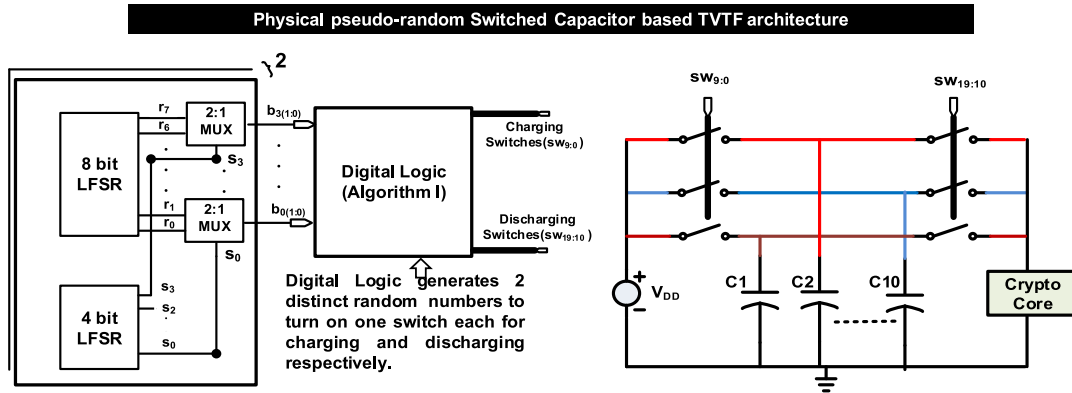 Physical pseudo-random Switched Capacitor based TVTF architecture
2
8 bit
LFSR
r7
r6
r1
r0
2:1
MUX
s3
2:1
MUX
s0
4 bit
LFSR
s3
s2
s0
b3(1:0)
b0(1:0)
Digital Logic
(Algorithm I)
Charging
Switches(sw9:0)
Discharging
Switches(sw19:10)
Digital Logic generates 2
distinct random numbers to
turn on one switch each for
charging and discharging
respectively.
sw9:0
sw19:10
VDD
C1
C2
C10
Crypto
Core